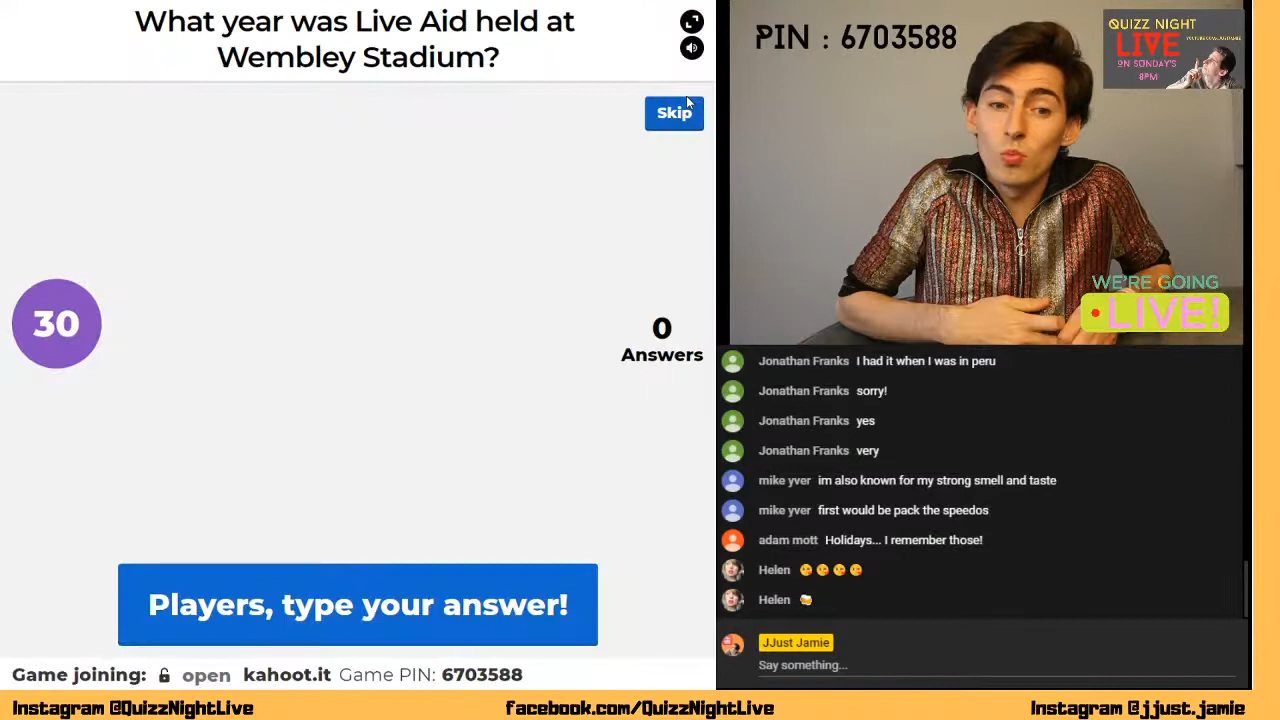 What year was Live Aid held at
Wembley Stadium?
Skip
30
0
Answers
Players, type your answer!
Game joining: open kahoot.it Game PIN: 6703588
PIN : 6703588
QUIZZ NIGHT
LIVE
YOUTUBE.COM/JJUSTJAMIE
ON SUNDAY'S
8PM
WE'RE GOING
LIVE!
Jonathan Franks I had it when I was in peru
Jonathan Franks sorry!
Jonathan Franks yes
Jonathan Franks very
mike yver im also known for my strong smell and taste
mike yver first would be pack the speedos
adam mott Holidays... I remember those!
Helen 😘😘😘😘
Helen 🍻
JJust Jamie
Say something...
Instagram @QuizzNightLive facebook.com/QuizzNightLive Instagram @jjust.jamie